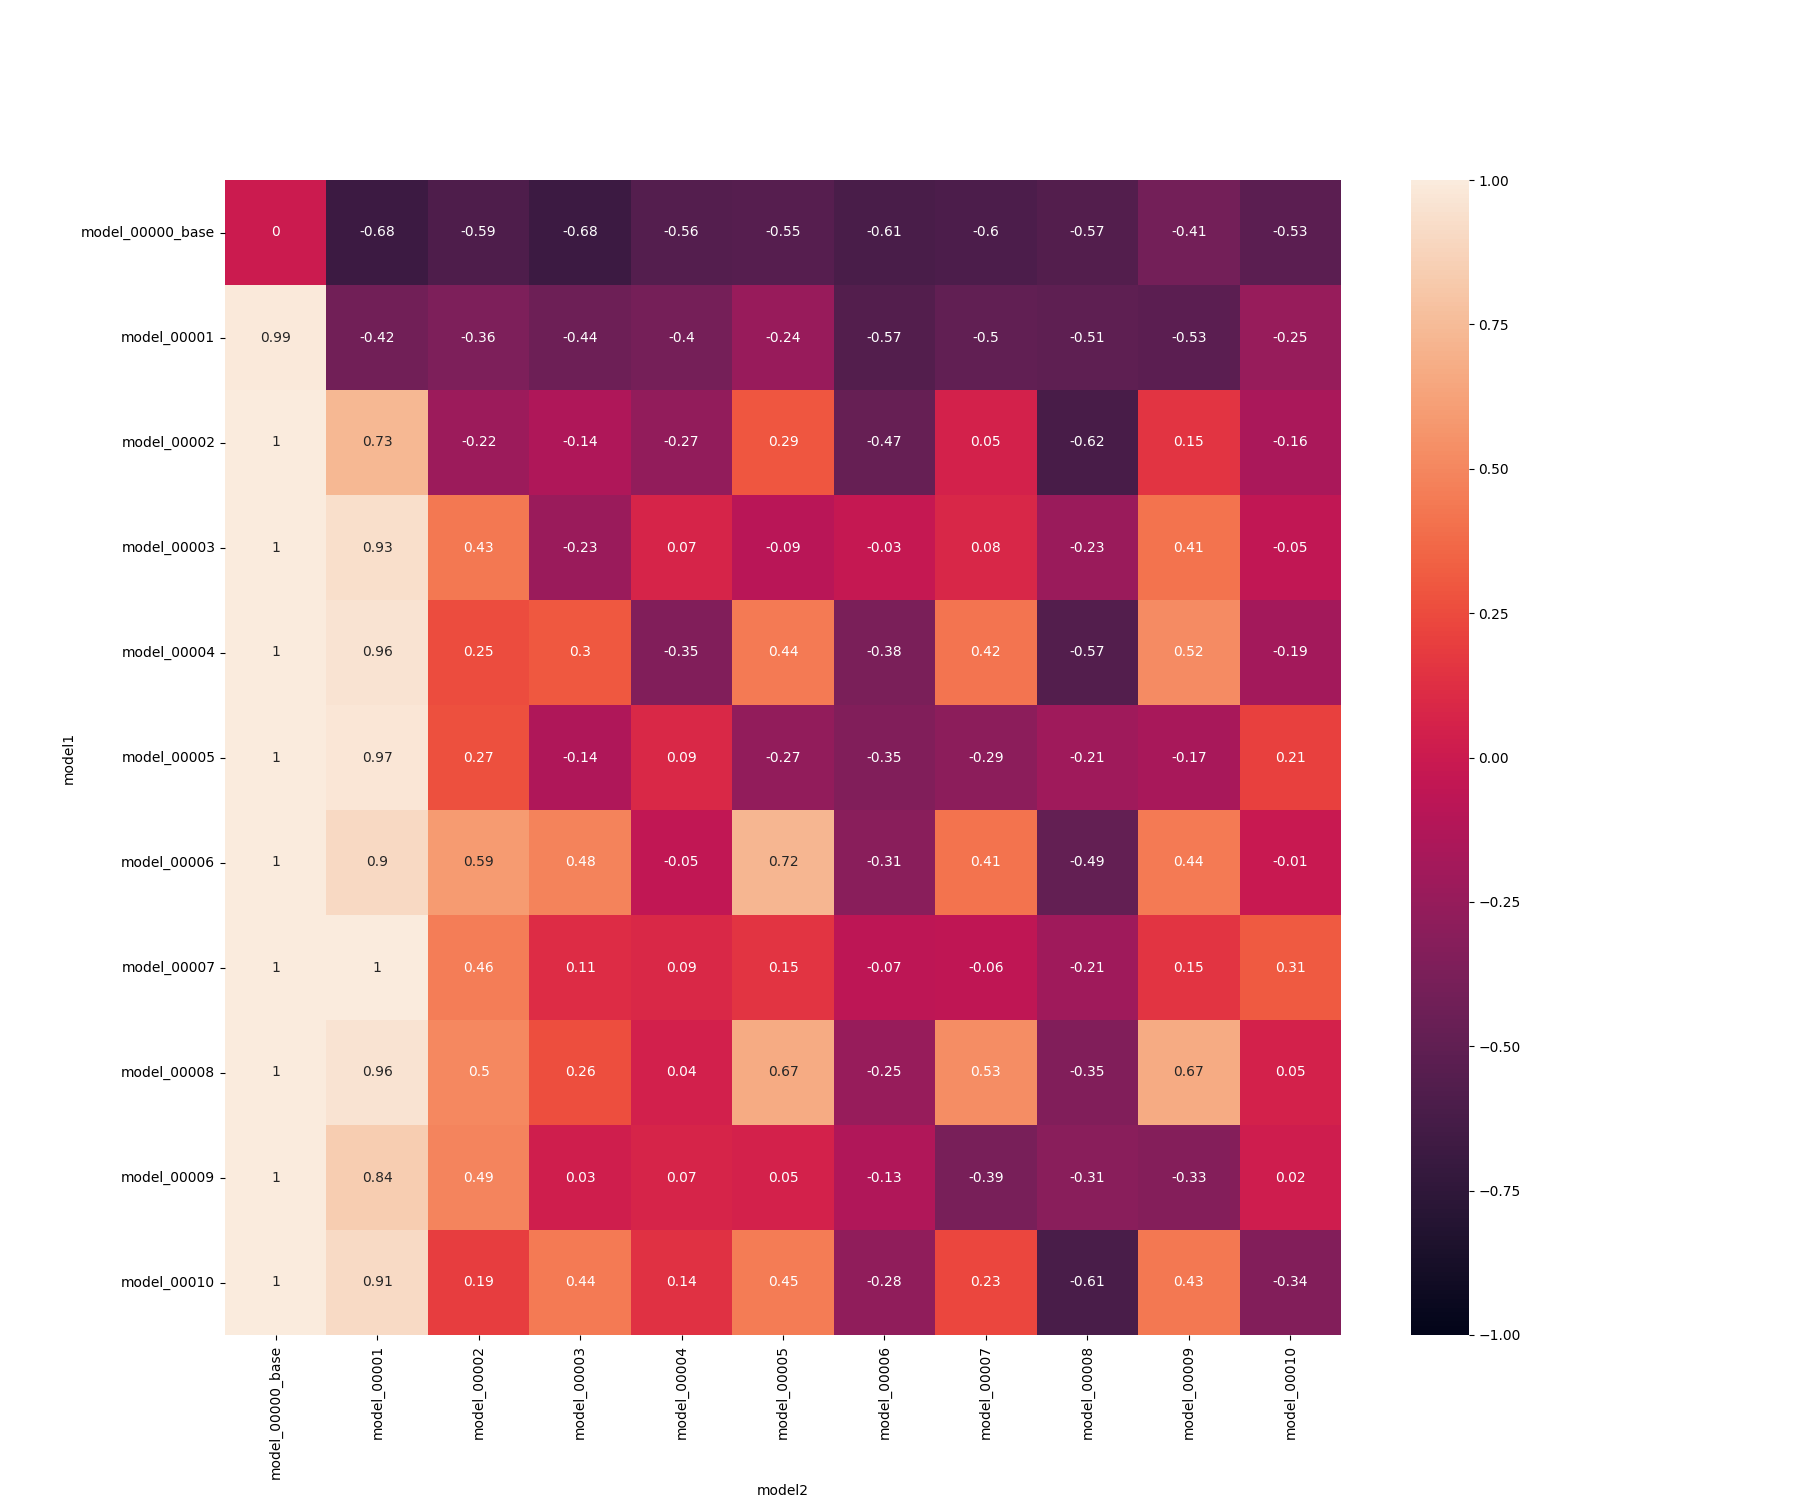 1.00
model_00000_base 0 -0.68 -0.59 -0.68 -0.56 -0.55 -0.61 -0.6 -0.57 -0.41 -0.53
0.75
model_00001 0.99 -0.42 -0.36 -0.44 -0.4 -0.24 -0.57 -0.5 -0.51 -0.53 -0.25
model_00002 1 0.73 -0.22 -0.14 -0.27 0.29 -0.47 0.05 -0.62 0.15 -0.16
0.50
model_00003 1 0.93 0.43 -0.23 0.07 -0.09 -0.03 0.08 -0.23 0.41 -0.05
0.25
model_00004 1 0.96 0.25 0.3 -0.35 0.44 -0.38 0.42 -0.57 0.52 -0.19
model1
model_00005 1 0.97 0.27 -0.14 0.09 -0.27 -0.35 -0.29 -0.21 -0.17 0.21
0.00
model_00006 1 0.9 0.59 0.48 -0.05 0.72 -0.31 0.41 -0.49 0.44 -0.01
−0.25
model_00007 1 1 0.46 0.11 0.09 0.15 -0.07 -0.06 -0.21 0.15 0.31
−0.50
model_00008 1 0.96 0.5 0.26 0.04 0.67 -0.25 0.53 -0.35 0.67 0.05
model_00009 1 0.84 0.49 0.03 0.07 0.05 -0.13 -0.39 -0.31 -0.33 0.02
−0.75
model_00010 1 0.91 0.19 0.44 0.14 0.45 -0.28 0.23 -0.61 0.43 -0.34
−1.00
model_00000_base
model_00001
model_00002
model_00003
model_00004
model_00005
model_00006
model_00007
model_00008
model_00009
model_00010
model2